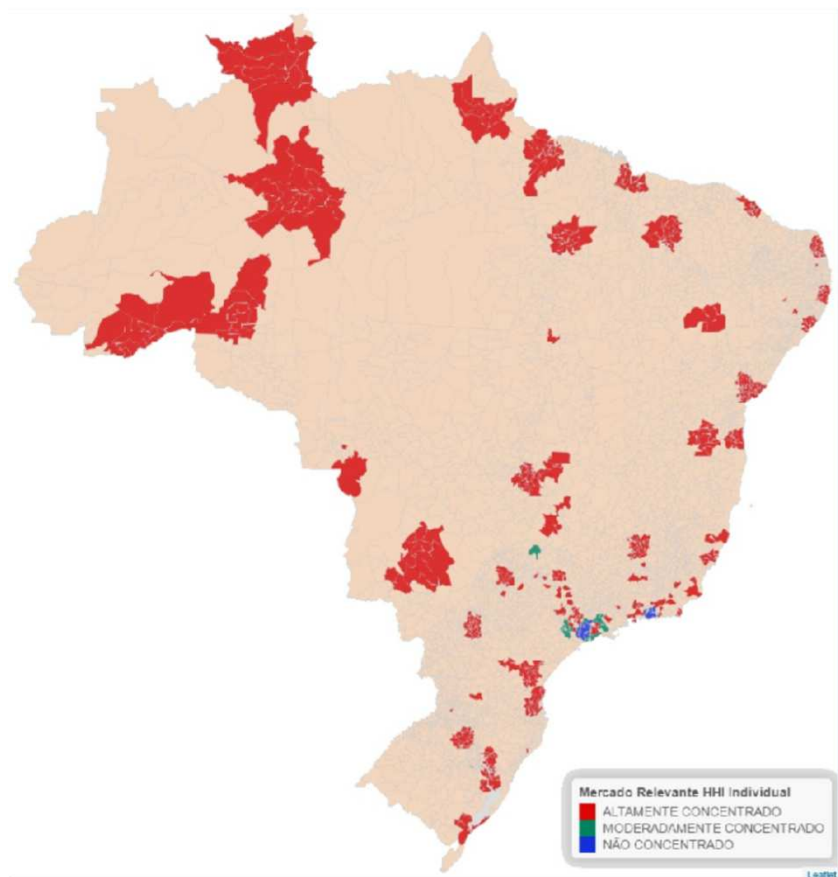 Mercado Relevante HHI Individual
ALTAMENTE CONCENTRADO
MODERADAMENTE CONCENTRADO
NÃO CONCENTRADO
Leaflet